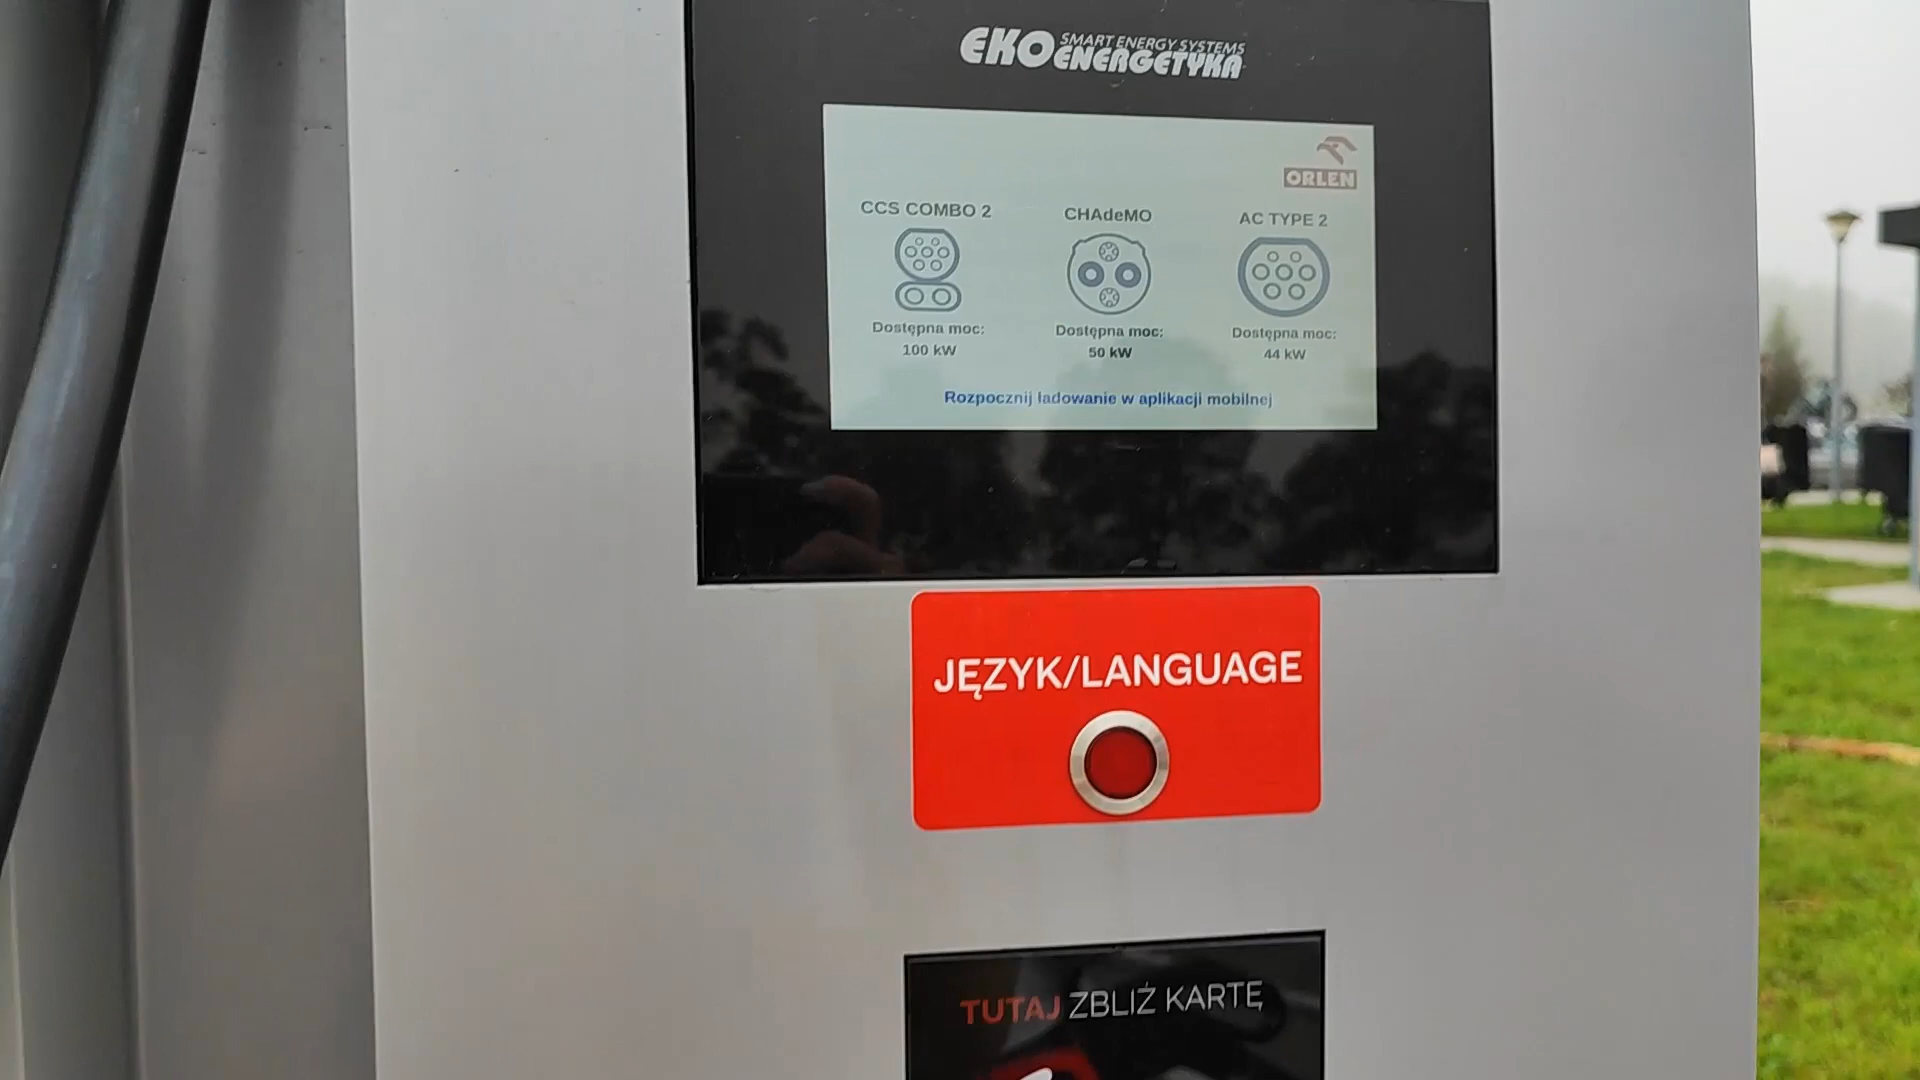 EKO SMART ENERGY SYSTEMS
ENERGETYKA
ORLEN
CCS COMBO 2
Dostępna moc:
100 kW
CHAdeMO
Dostępna moc:
50 kW
AC TYPE 2
Dostępna moc:
44 kW
Rozpocznij ładowanie w aplikacji mobilnej
JĘZYK/LANGUAGE
TUTAJ ZBLIŻ KARTĘ